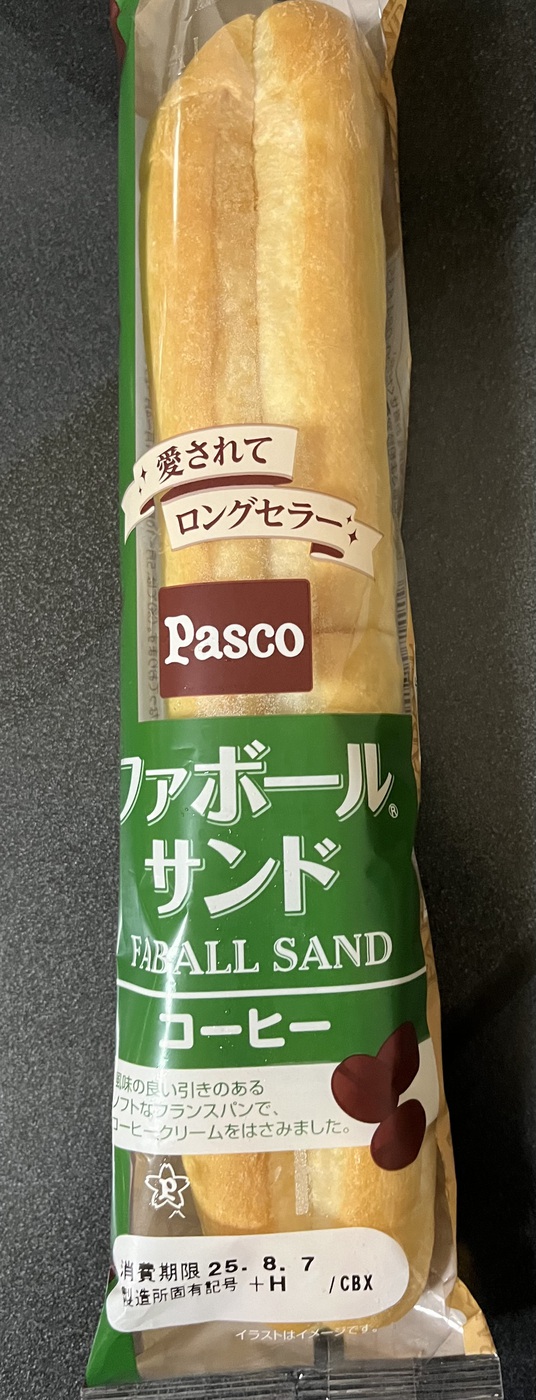 愛されて
ロングセラー
Pasco
ファボール®
サンド
FABALL SAND
コーヒー
風味の良い引きのある
ソフトなフランスパンで、
コーヒークリームをはさみました。
P
消費期限 25. 8. 7
製造所固有記号 +H /CBX
イラストはイメージです。